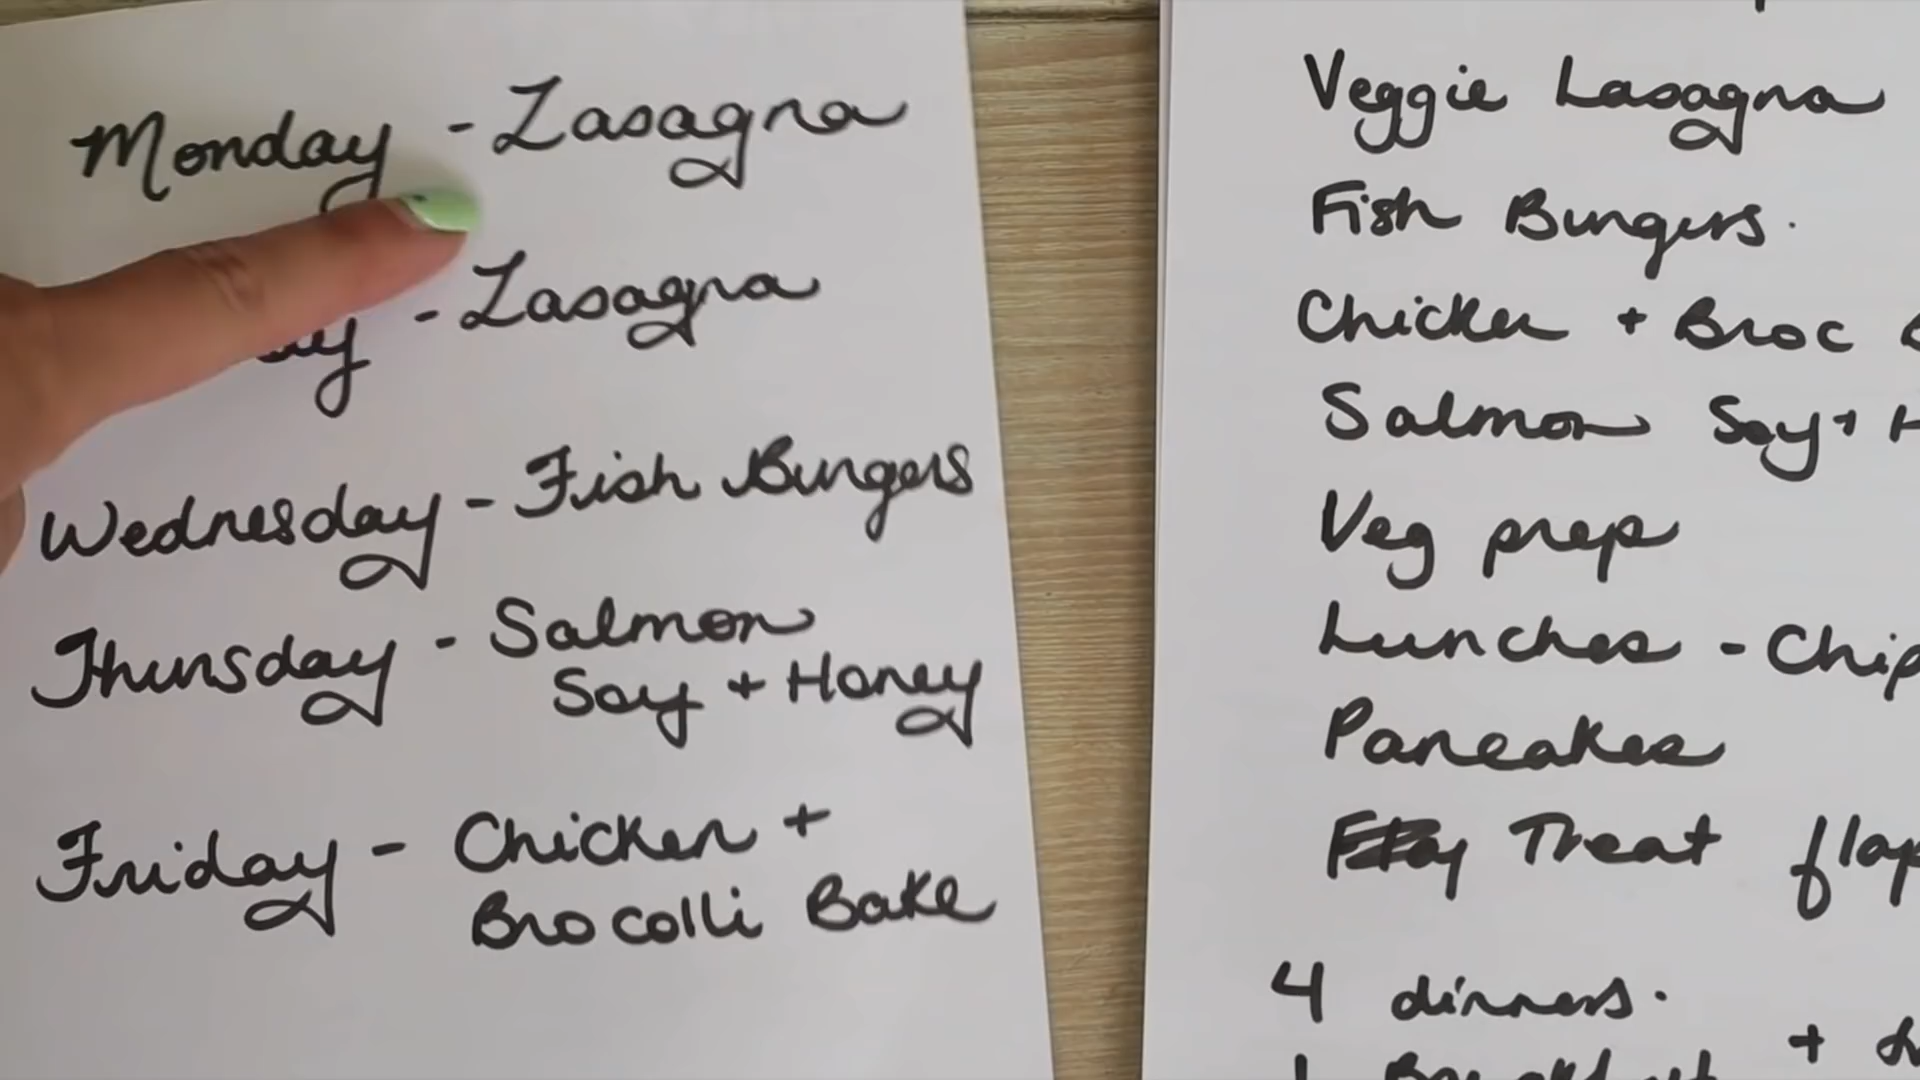 Monday - Lasagna
- Lasagna
Wednesday - Fish Burgers
Thursday - Salmon
Soy + Honey
Friday - Chicken +
Brocolli Bake
Veggie Lasagna
Fish Burgers.
Chicken + Broc
Salmon Soy +
Veg prep
Lunches - Chip
Pancakes
Treat flap
4 dinners.
+